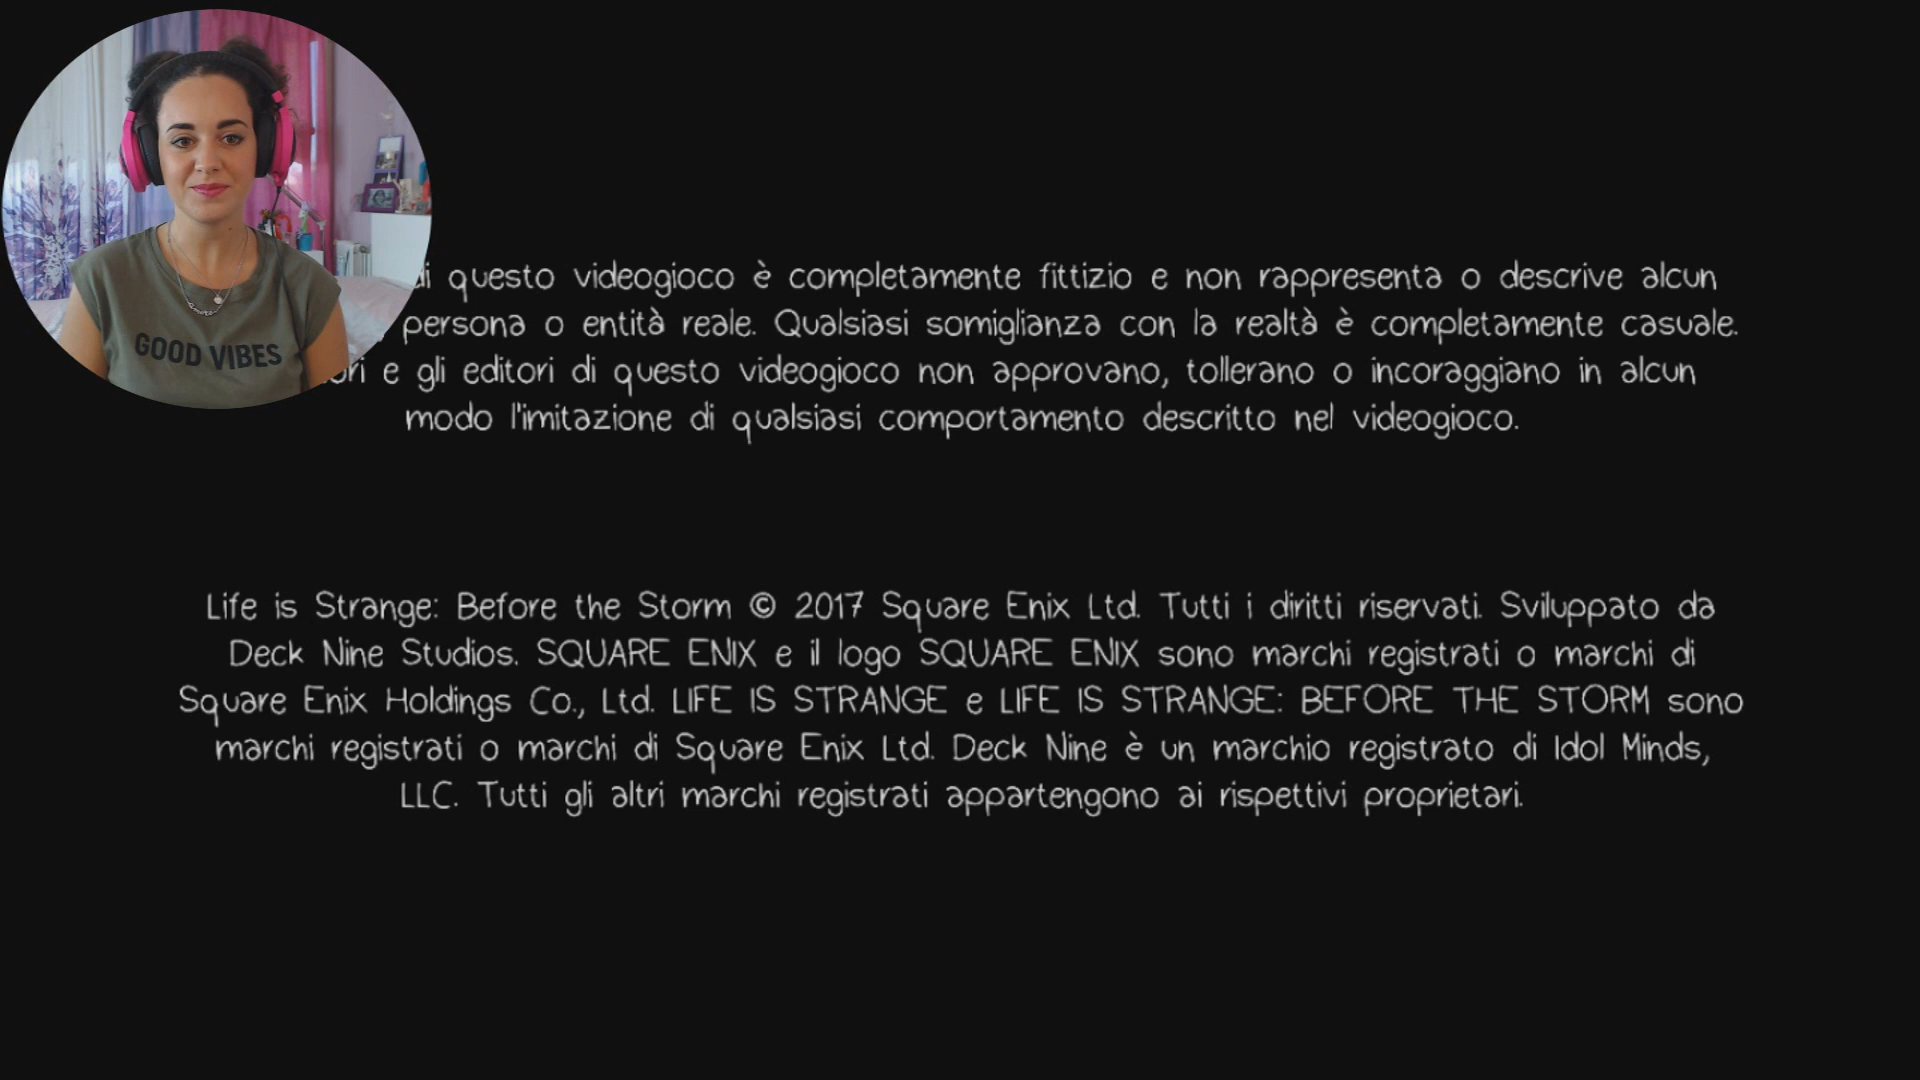 GOOD VIBES
di questo videogioco è completamente fittizio e non rappresenta o descrive alcun
persona o entità reale. Qualsiasi somiglianza con la realtà è completamente casuale.
e gli editori di questo videogioco non approvano, tollerano o incoraggiano in alcun
modo l'imitazione di qualsiasi comportamento descritto nel videogioco.
Life is Strange: Before the Storm © 2017 Square Enix Ltd. Tutti i diritti riservati. Sviluppato da
Deck Nine Studios. SQUARE ENIX e il logo SQUARE ENIX sono marchi registrati o marchi di
Square Enix Holdings Co., Ltd. LIFE IS STRANGE e LIFE IS STRANGE: BEFORE THE STORM sono
marchi registrati o marchi di Square Enix Ltd. Deck Nine è un marchio registrato di Idol Minds,
LLC. Tutti gli altri marchi registrati appartengono ai rispettivi proprietari.